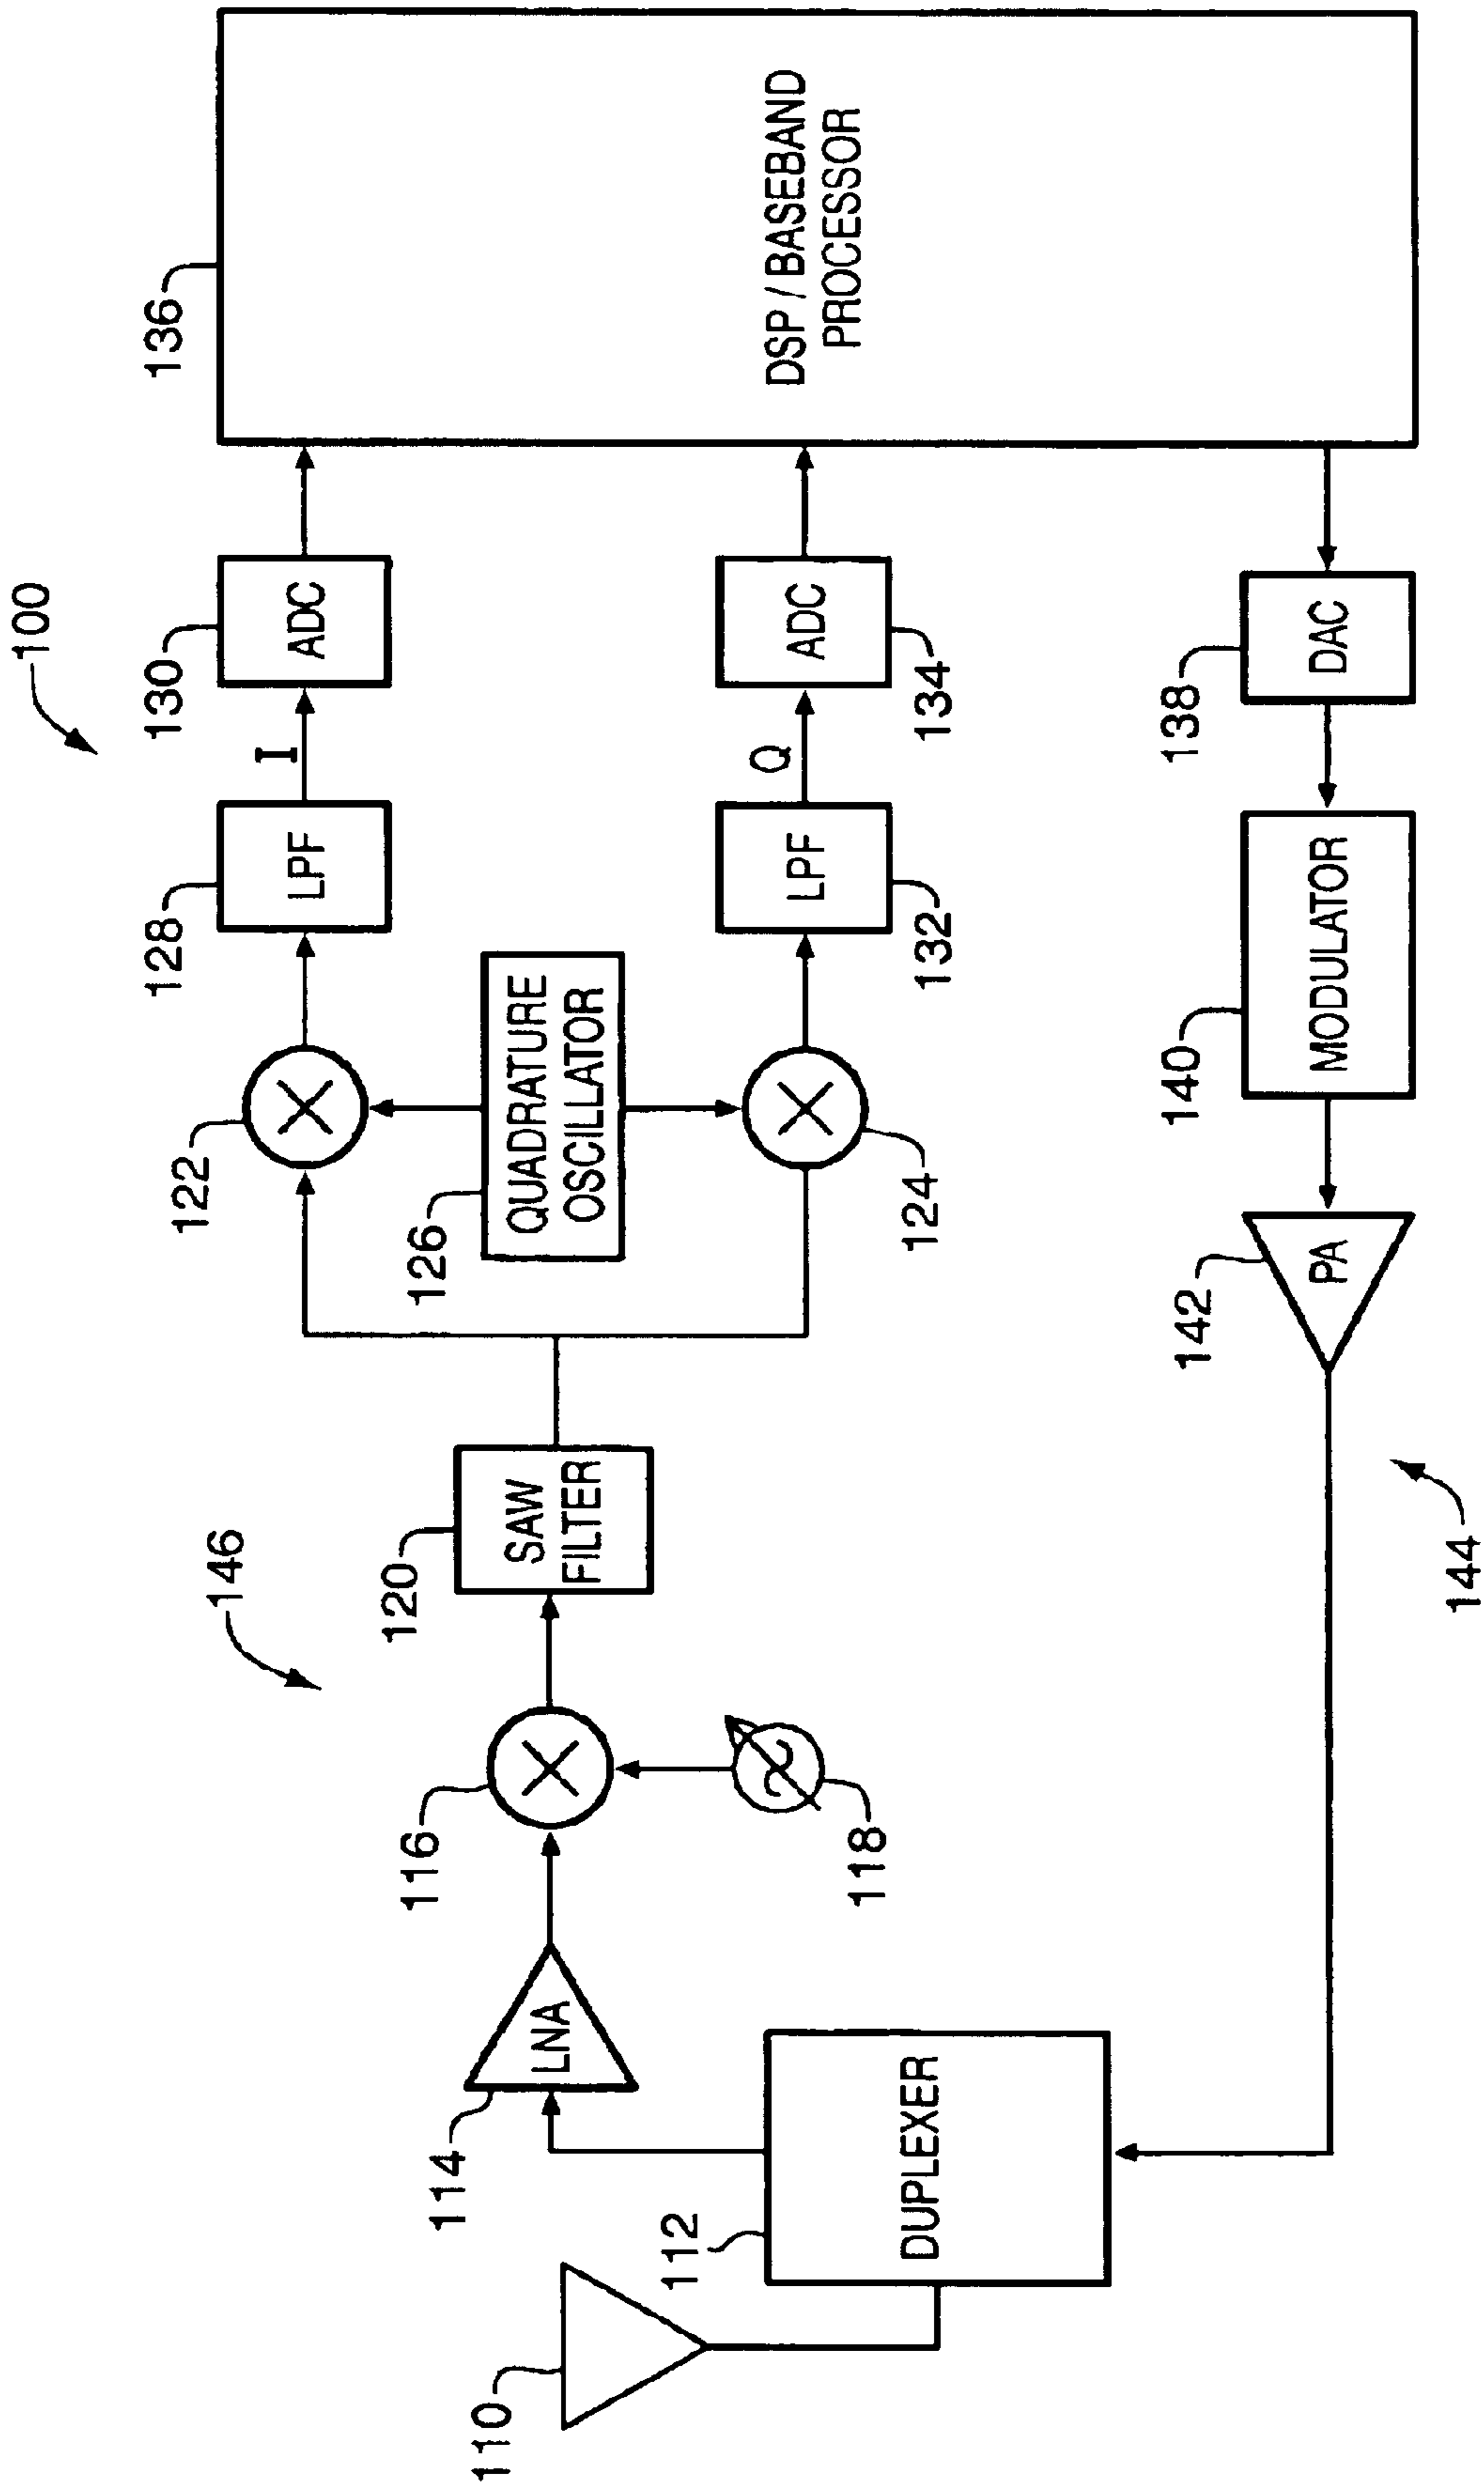 100
136
DSP / BASEBAND
PROCESSOR
130
ADC
I
128
LPF
122
126
QUADRATURE
OSCILLATOR
124
132
LPF
Q
134
ADC
146
120
SAW
FILTER
116
118
114
LNA
112
DUPLEXER
110
138
DAC
140
MODULATOR
142
PA
144